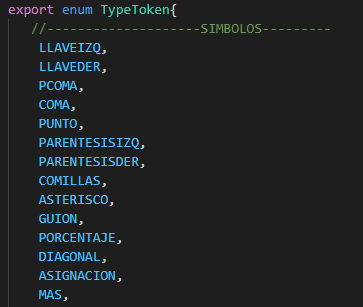 export enum TypeToken{
//--------------------SIMBOLOS---------
LLAVEIZQ,
LLAVEDER,
PCOMA,
COMA,
PUNTO,
PARENTESISIZQ,
PARENTESISDER,
COMILLAS,
ASTERISCO,
GUION,
PORCENTAJE,
DIAGONAL,
ASIGNACION,
MAS,